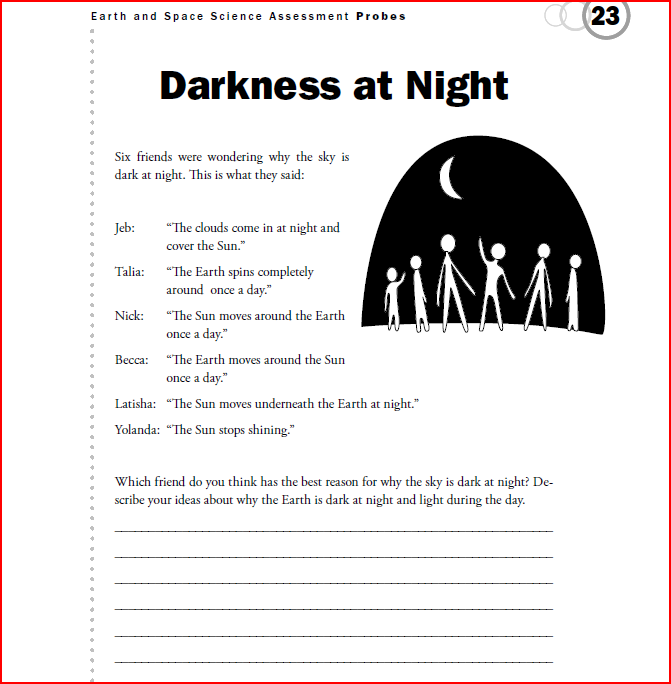 Earth and Space Science Assessment Probes
23
Darkness at Night
Six friends were wondering why the sky is
dark at night. This is what they said:
Jeb: “The clouds come in at night and
cover the Sun.”
Talia: “The Earth spins completely
around once a day.”
Nick: “The Sun moves around the Earth
once a day.”
Becca: “The Earth moves around the Sun
once a day.”
Latisha: “The Sun moves underneath the Earth at night.”
Yolanda: “The Sun stops shining.”
Which friend do you think has the best reason for why the sky is dark at night? De-
scribe your ideas about why the Earth is dark at night and light during the day.